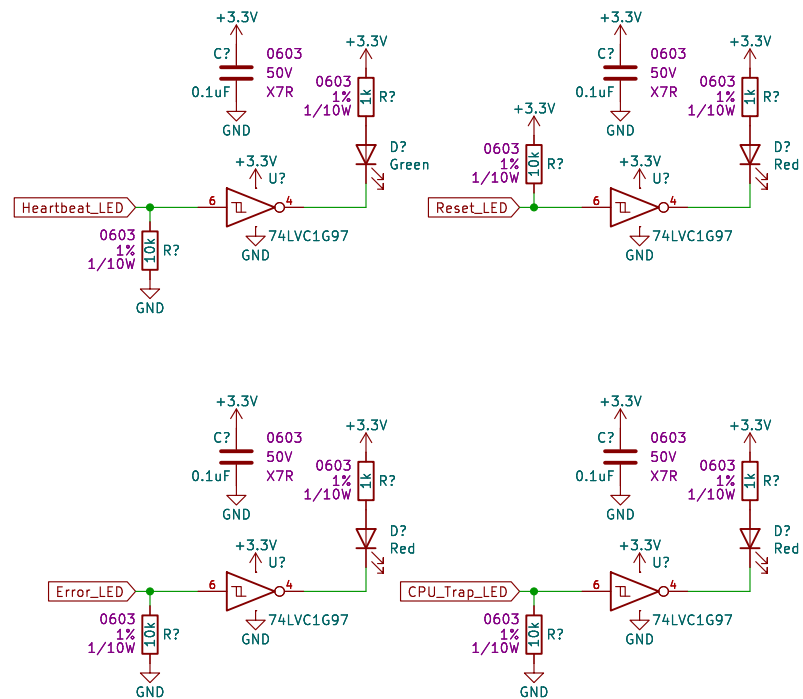 +3.3V
C?
0.1uF
0603
50V
X7R
GND
+3.3V
0603
1%
1/10W
1k
R?
D?
Green
+3.3V
U?
Heartbeat_LED
6
4
74LVC1G97
GND
0603
1%
1/10W
10k
R?
GND
+3.3V
C?
0.1uF
0603
50V
X7R
GND
+3.3V
0603
1%
1/10W
1k
R?
D?
Red
+3.3V
0603
1%
1/10W
10k
R?
+3.3V
U?
Reset_LED
6
4
74LVC1G97
GND
+3.3V
C?
0.1uF
0603
50V
X7R
GND
+3.3V
0603
1%
1/10W
1k
R?
D?
Red
+3.3V
U?
Error_LED
6
4
74LVC1G97
GND
0603
1%
1/10W
10k
R?
GND
+3.3V
C?
0.1uF
0603
50V
X7R
GND
+3.3V
0603
1%
1/10W
1k
R?
D?
Red
+3.3V
U?
CPU_Trap_LED
6
4
74LVC1G97
GND
0603
1%
1/10W
10k
R?
GND